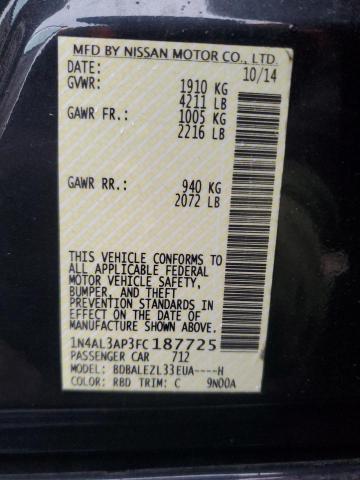 MFD BY NISSAN MOTOR CO., LTD.
10/14
GVWR: 1910 KG
4211 LB
GAWR FR.: 1005 KG
2216 LB
GAWR RR.: 940 KG
2072 LB
THIS VEHICLE CONFORMS TO
ALL APPLICABLE FEDERAL
MOTOR VEHICLE SAFETY,
BUMPER, AND THEFT
PREVENTION STANDARDS IN
EFFECT ON THE DATE OF
MANUFACTURE SHOWN ABOVE.
1N4AL3AP3FC187725
PASSENGER CAR 712
MODEL: BDBALEZL33EUA----H
COLOR: RBD TRIM: C 9N00A